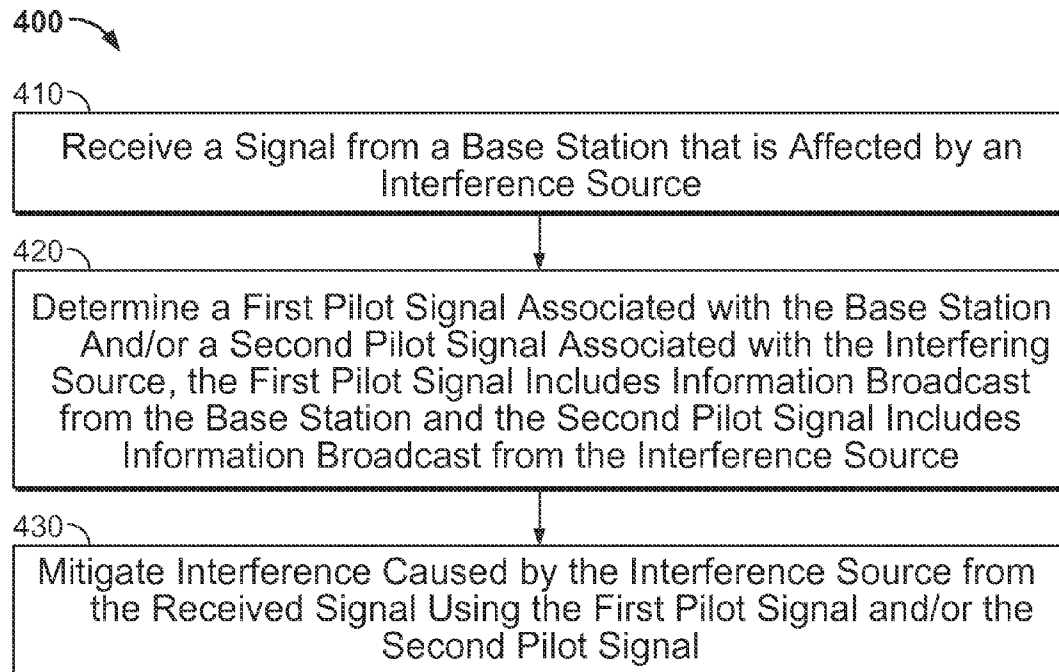 400
410
Receive a Signal from a Base Station that is Affected by an
Interference Source
420
Determine a First Pilot Signal Associated with the Base Station
And/or a Second Pilot Signal Associated with the Interfering
Source, the First Pilot Signal Includes Information Broadcast
from the Base Station and the Second Pilot Signal Includes
Information Broadcast from the Interference Source
430
Mitigate Interference Caused by the Interference Source from
the Received Signal Using the First Pilot Signal and/or the
Second Pilot Signal